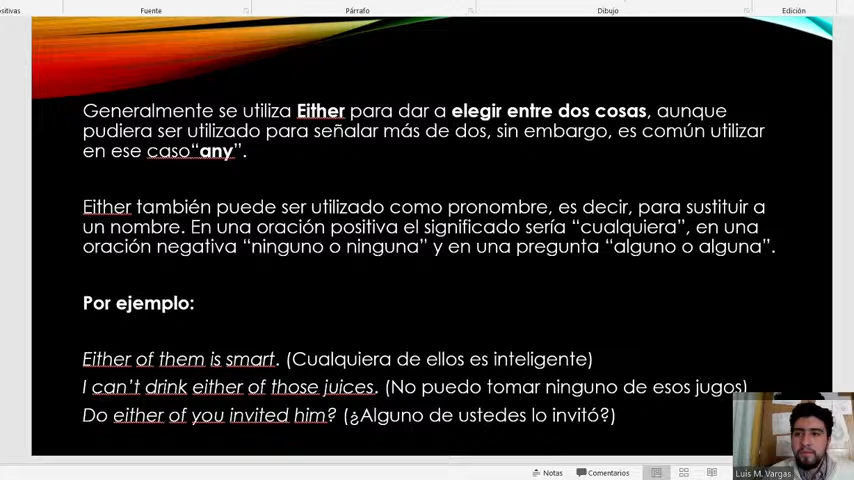 ositivas Fuente Párrafo Dibujo Edición
Generalmente se utiliza Either para dar a elegir entre dos cosas, aunque
pudiera ser utilizado para señalar más de dos, sin embargo, es común utilizar
en ese caso“any”.
Either también puede ser utilizado como pronombre, es decir, para sustituir a
un nombre. En una oración positiva el significado sería “cualquiera”, en una
oración negativa “ninguno o ninguna” y en una pregunta “alguno o alguna”.
Por ejemplo:
Either of them is smart. (Cualquiera de ellos es inteligente)
I can’t drink either of those juices. (No puedo tomar ninguno de esos jugos)
Do either of you invited him? (¿Alguno de ustedes lo invitó?)
Luis M. Vargas
Notas Comentarios